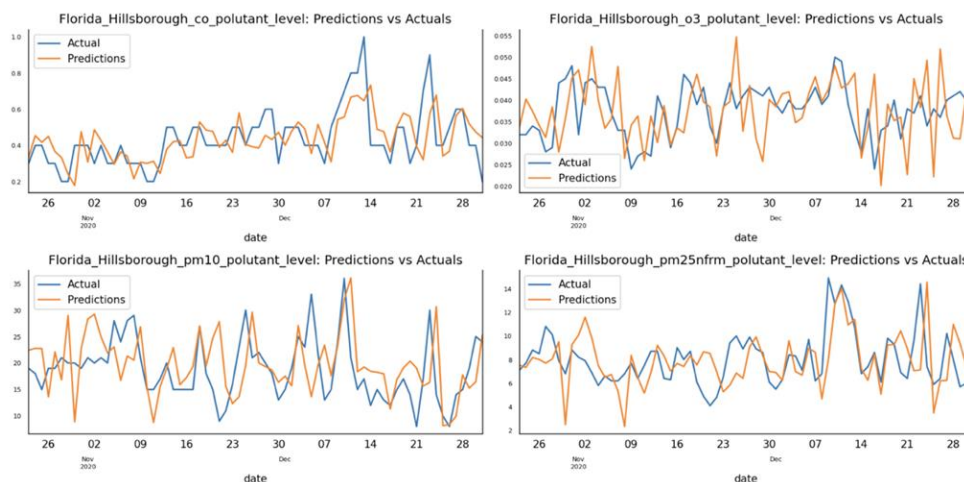 Florida_Hillsborough_co_polutant_level: Predictions vs Actuals
Actual
Predictions
1.0
0.8
0.6
0.4
0.2
26 02 09 16 23 30 07 14 21 28
Nov Dec
2020
date
Florida_Hillsborough_o3_polutant_level: Predictions vs Actuals
0.055
0.050
0.045
0.040
0.035
0.030
0.025
0.020
Actual
Predictions
26 02 09 16 23 30 07 14 21 28
Nov Dec
2020
date
Florida_Hillsborough_pm10_polutant_level: Predictions vs Actuals
Actual
Predictions
35
30
25
20
15
10
26 02 09 16 23 30 07 14 21 28
Nov Dec
2020
date
Florida_Hillsborough_pm25nfrm_polutant_level: Predictions vs Actuals
Actual
Predictions
14
12
10
8
6
4
2
26 02 09 16 23 30 07 14 21 28
Nov Dec
2020
date